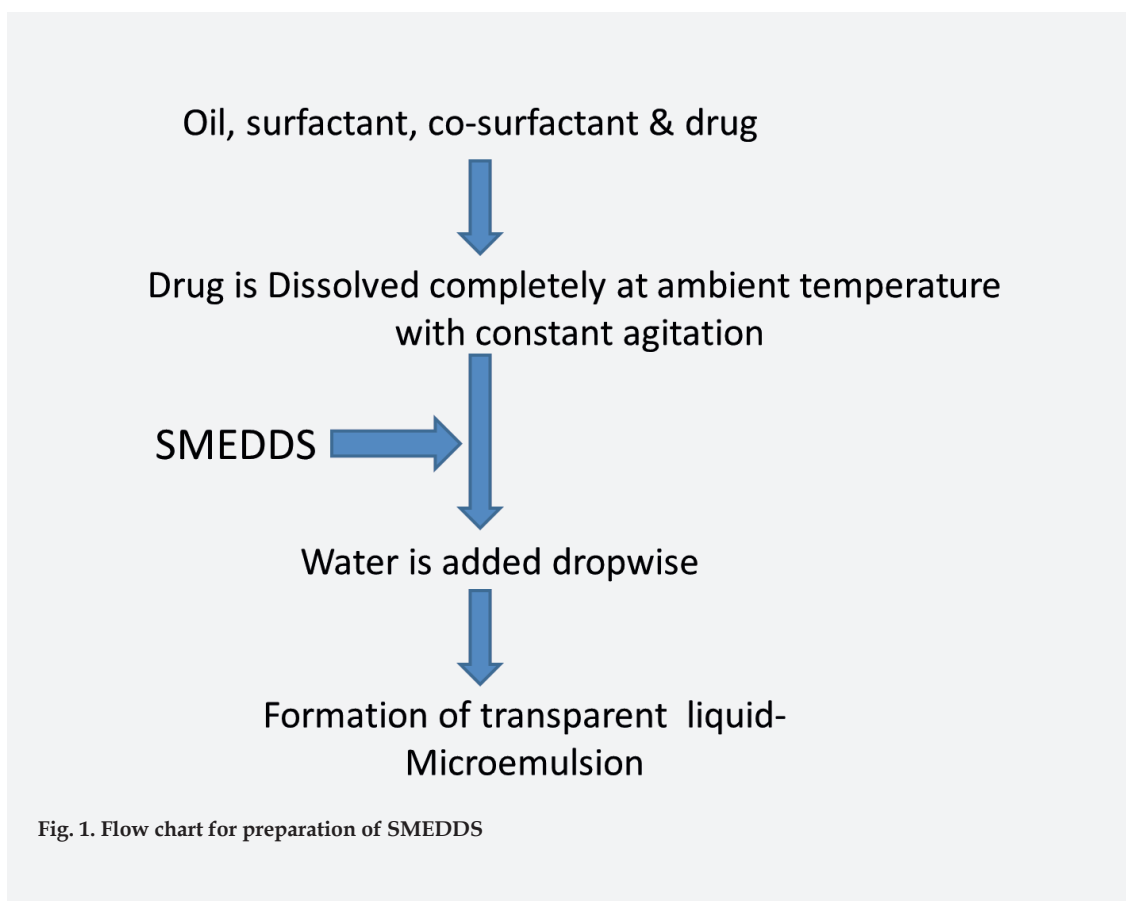 Oil, surfactant, co-surfactant & drug
Drug is Dissolved completely at ambient temperature
with constant agitation
SMEDDS
Water is added dropwise
Formation of transparent  liquid-
Microemulsion
Fig. 1. Flow chart for preparation of SMEDDS